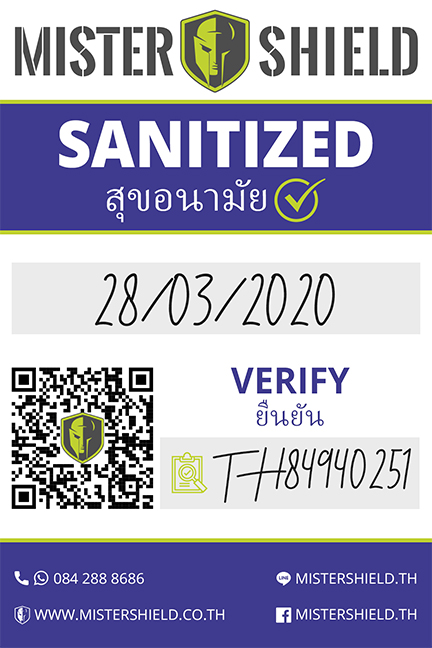 MISTER SHIELD
SANITIZED
สุขอนามัย
28/03/2020
VERIFY
ยืนยัน
TH84940251
084 288 8686
MISTERSHIELD.TH
WWW.MISTERSHIELD.CO.TH
MISTERSHIELD.TH